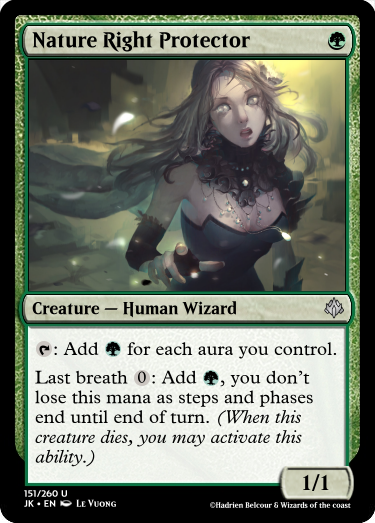 Nature Right Protector
Creature — Human Wizard
: Add for each aura you control.
Last breath 0: Add , you don't
lose this mana as steps and phases
end until end of turn. (When this
creature dies, you may activate this
ability.)
1/1
151/260 U
JK • EN Le Vuong
©Hadrien Belcour & Wizards of the coast